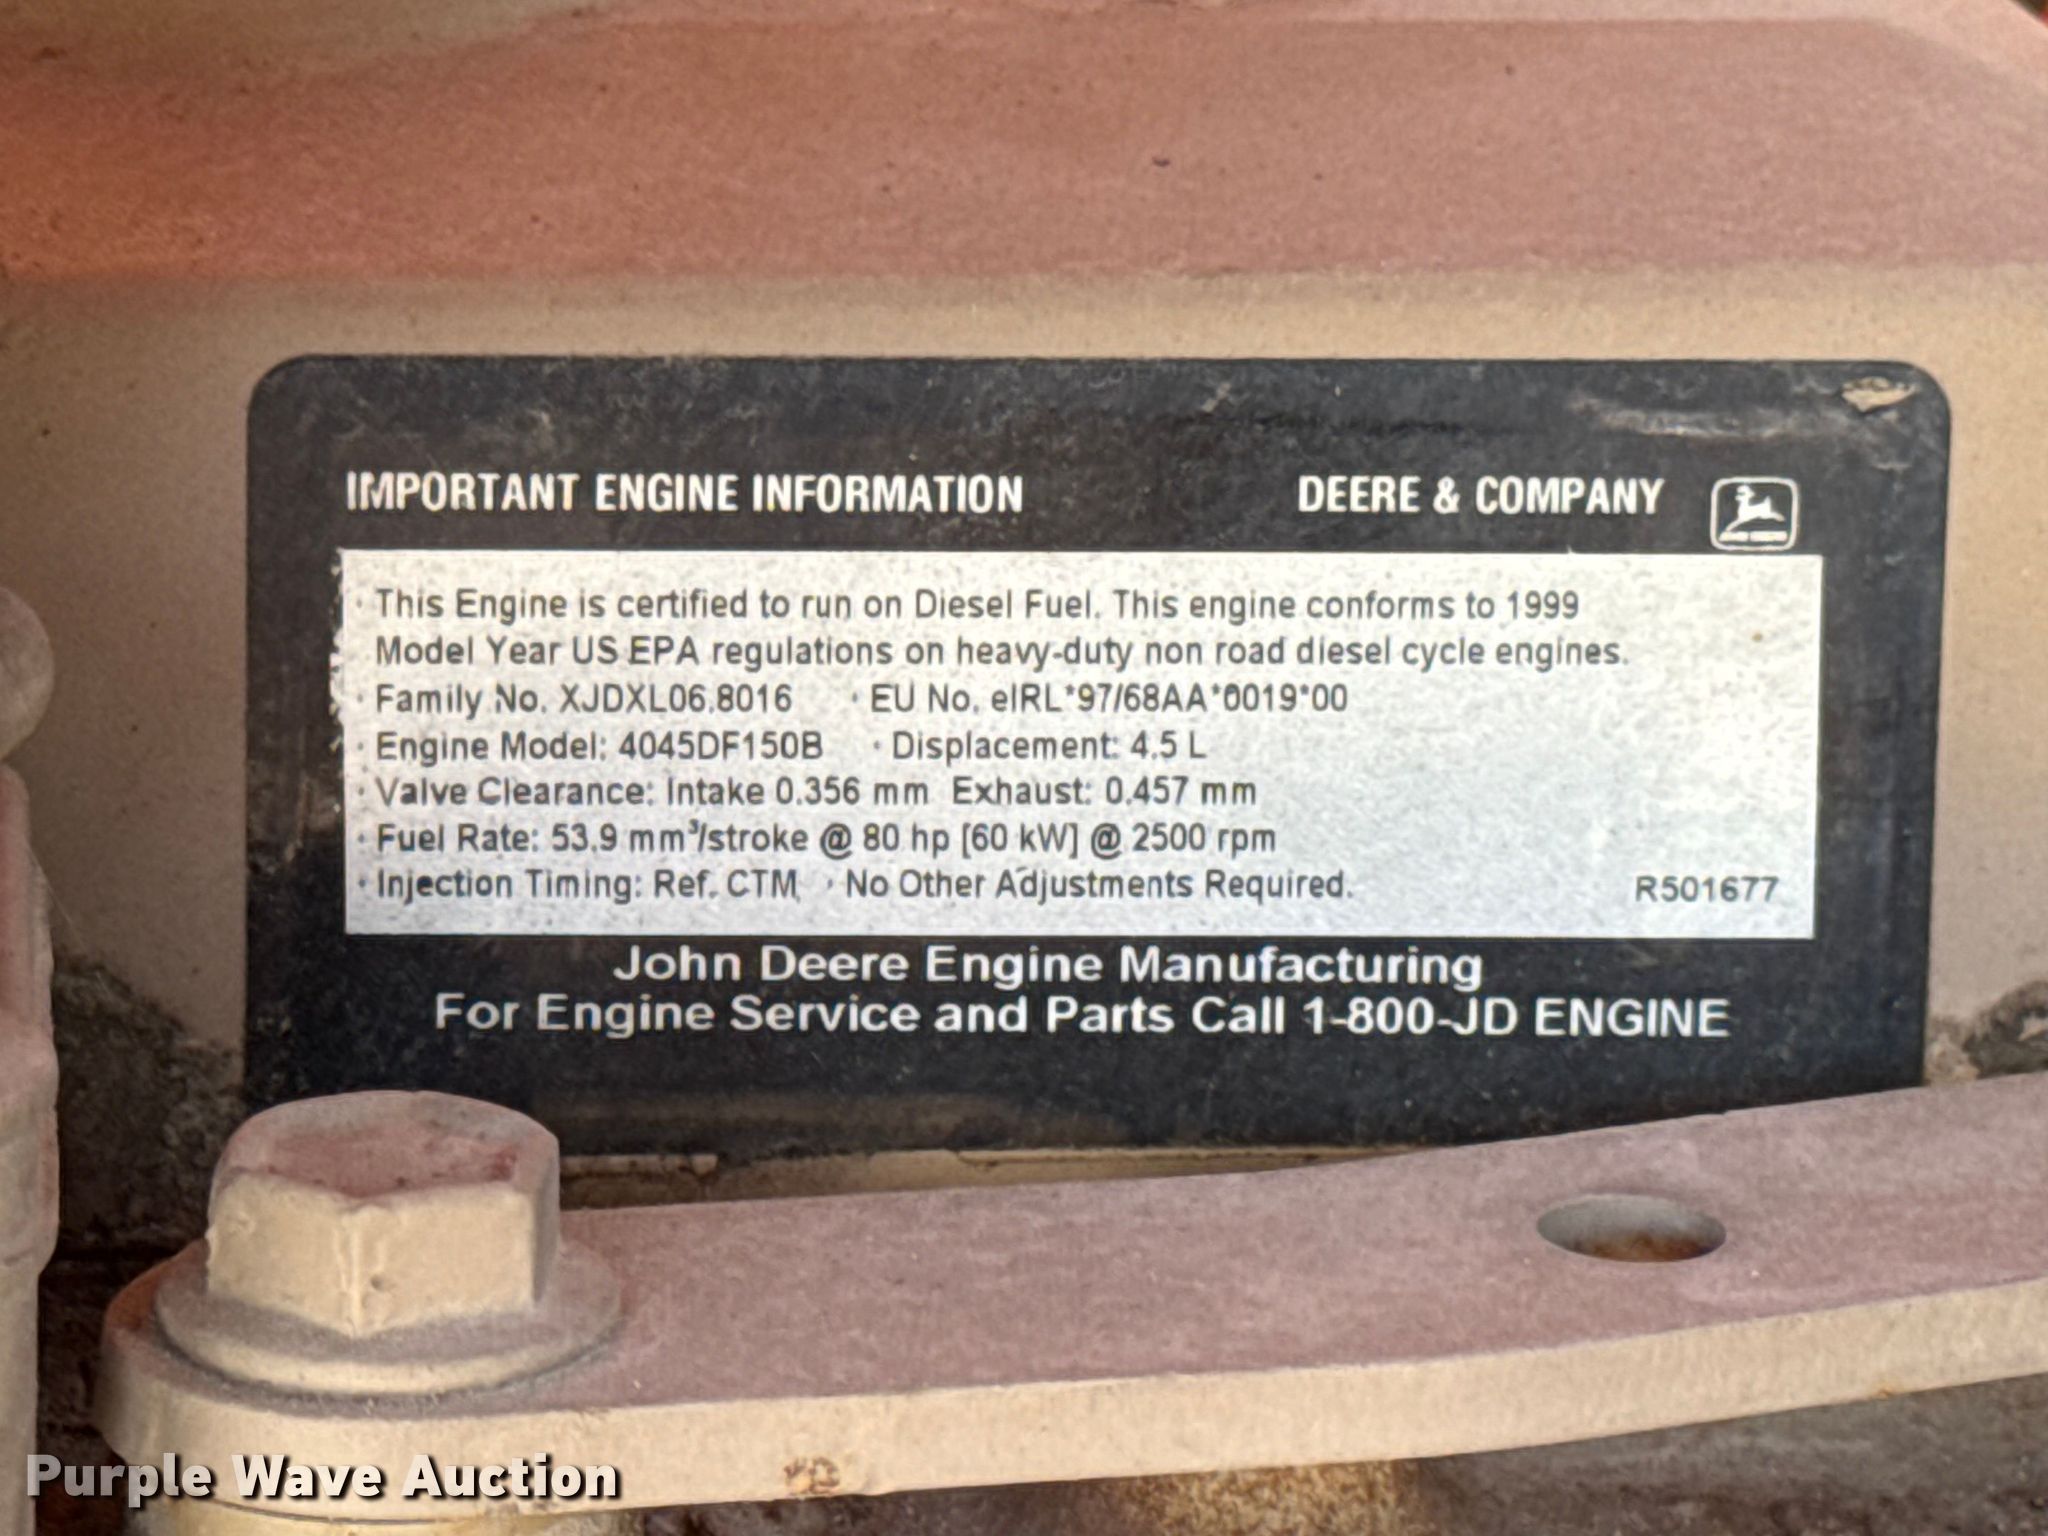 IMPORTANT ENGINE INFORMATION DEERE & COMPANY
· This Engine is certified to run on Diesel Fuel. This engine conforms to 1999
Model Year US EPA regulations on heavy-duty non road diesel cycle engines.
· Family No. XJDXL06.8016 · EU No. eIRL*97/68AA*0019*00
· Engine Model: 4045DF150B · Displacement: 4.5 L
· Valve Clearance: Intake 0.356 mm Exhaust: 0.457 mm
· Fuel Rate: 53.9 mm³/stroke @ 80 hp [60 kW] @ 2500 rpm
· Injection Timing: Ref. CTM · No Other Adjustments Required. R501677
John Deere Engine Manufacturing
For Engine Service and Parts Call 1-800-JD ENGINE
Purple Wave Auction